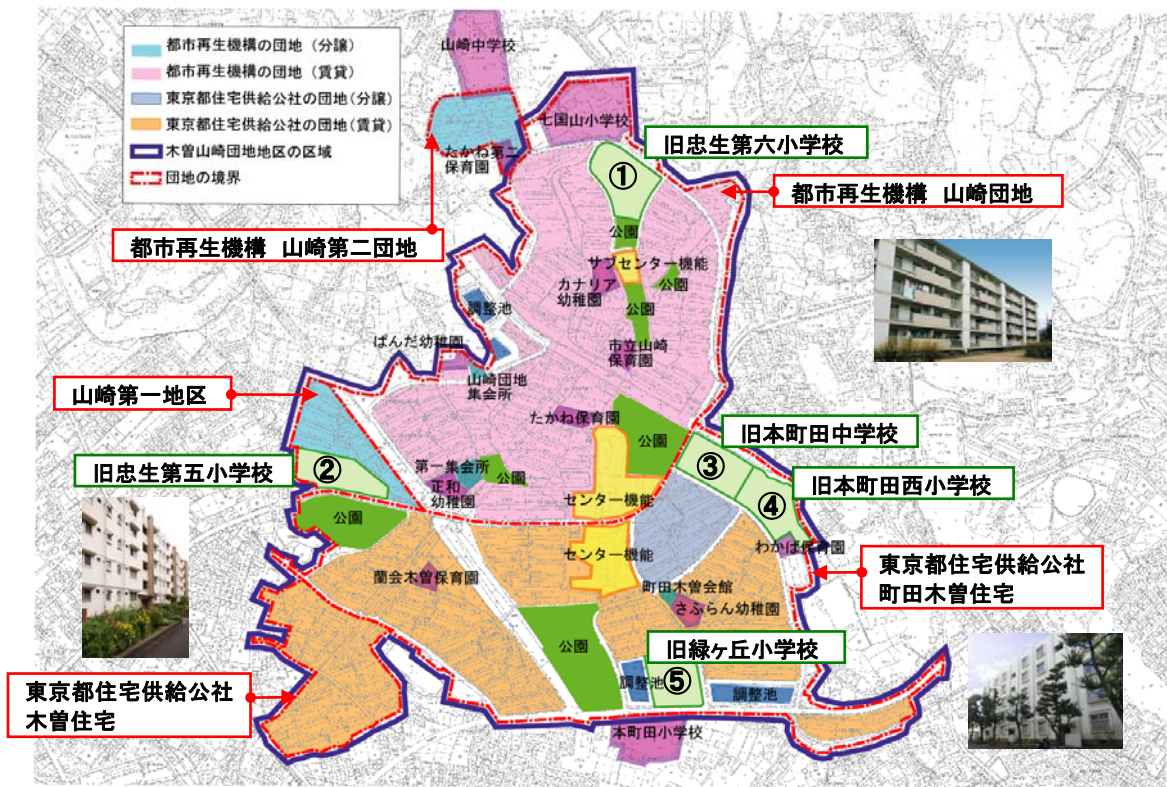 都市再生機構の団地（分譲）
都市再生機構の団地（賃貸）
東京都住宅供給公社の団地(分譲)
東京都住宅供給公社の団地(賃貸)
木曽山崎団地地区の区域
団地の境界
山崎中学校
七国山小学校
旧忠生第六小学校
たかね第二
保育園
①
都市再生機構 山崎団地
都市再生機構 山崎第二団地
公園
サブセンター機能
カナリア
幼稚園
公園
公園
調整池
ぱんだ幼稚園
市立山崎
保育園
山崎団地
集会所
山崎第一地区
たかね保育園
公園
旧本町田中学校
旧忠生第五小学校
②
第一集会所
正和
幼稚園
公園
③
旧本町田西小学校
④
センター機能
公園
センター機能
わかば保育園
東京都住宅供給公社
町田木曽住宅
蘭会木曽保育園
町田木曽会館
さふらん幼稚園
公園
旧緑ヶ丘小学校
調整池
⑤
調整池
東京都住宅供給公社
木曽住宅
本町田小学校